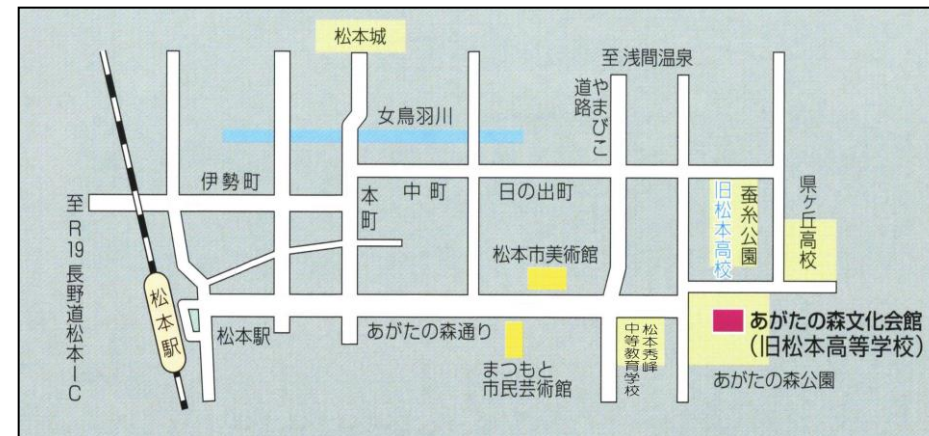 松本城
至浅間温泉
やまびこ
道路
女鳥羽川
伊勢町
本町
中町
日の出町
旧松本高校
蚕糸公園
県ヶ丘高校
至R19長野道松本IC
松本市美術館
松本駅
松本駅
あがたの森通り
まつもと
市民芸術館
松本秀峰
中等教育学校
あがたの森文化会館
(旧松本高等学校)
あがたの森公園